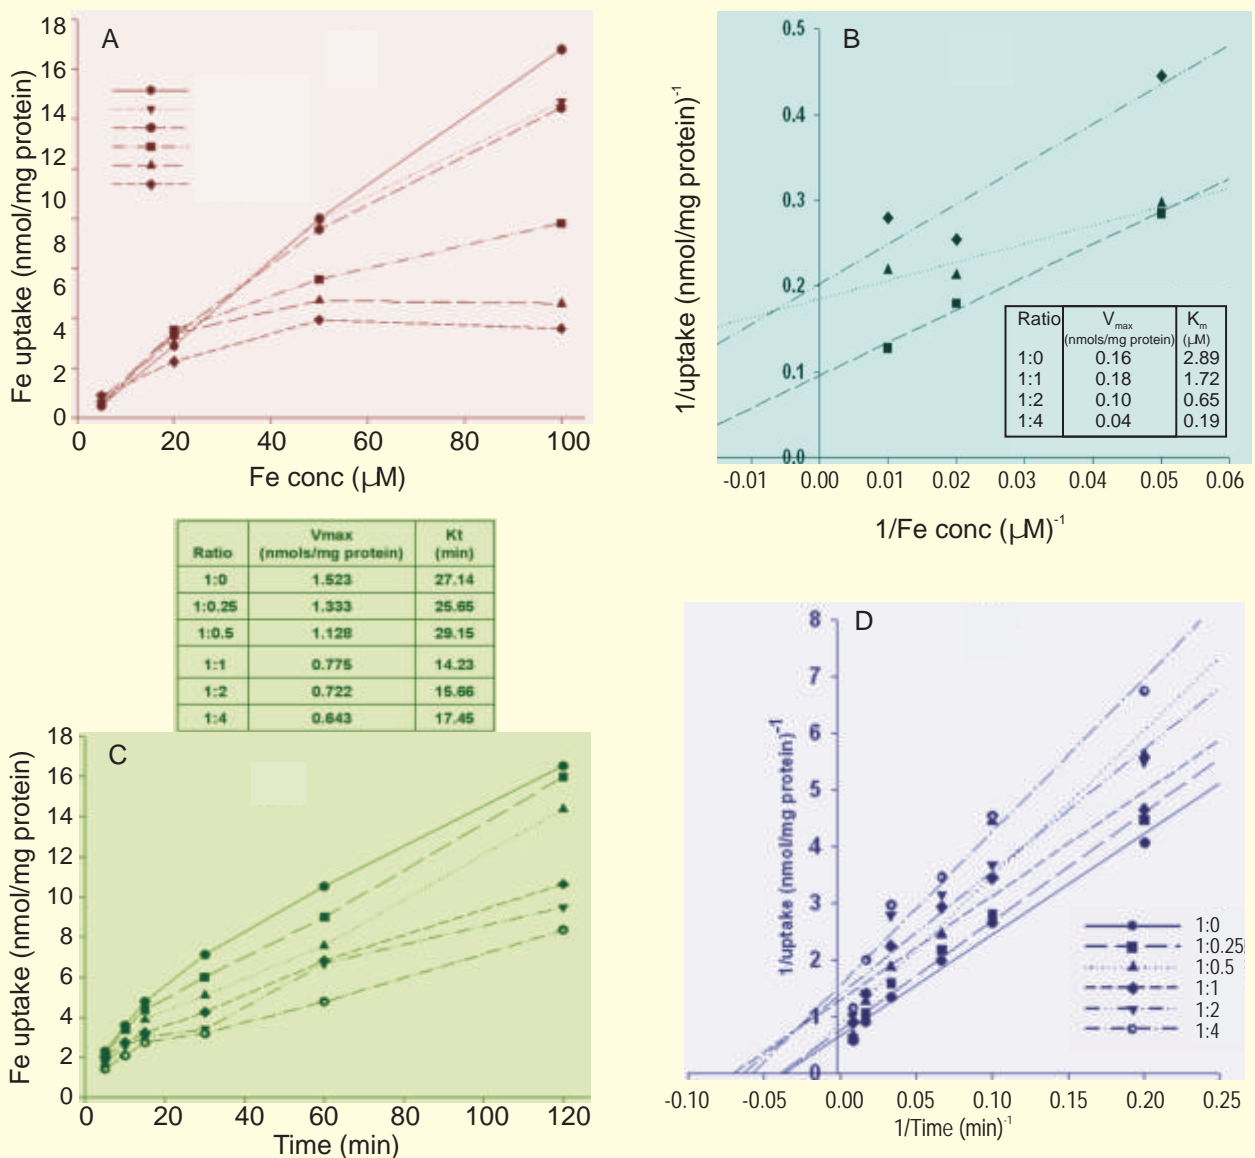 A
18
16
14
12
10
8
6
4
2
0
Fe uptake (nmol/mg protein)
0 20 40 60 80 100
Fe conc (µM)
B
0.5
0.4
0.3
0.2
0.1
0.0
1/uptake (nmol/mg protein)-1
-0.01 0.00 0.01 0.02 0.03 0.04 0.05 0.06
1/Fe conc (µM)-1
Ratio Vmax Km
(nmols/mg protein) (µM)
1:0 0.16 2.89
1:1 0.18 1.72
1:2 0.10 0.65
1:4 0.04 0.19
Ratio Vmax (nmols/mg protein) Kt (min)
1:0 1.523 27.14
1:0.25 1.333 25.65
1:0.5 1.128 29.15
1:1 0.775 14.23
1:2 0.722 15.66
1:4 0.643 17.45
C
18
16
14
12
10
8
6
4
2
0
Fe uptake (nmol/mg protein)
0 20 40 60 80 100 120
Time (min)
D
8
7
6
5
4
3
2
1
0
1/uptake (nmol/mg protein)-1
-0.10 -0.05 0.00 0.05 0.10 0.15 0.20 0.25
1/Time (min)-1
1:0
1:0.25
1:0.5
1:1
1:2
1:4